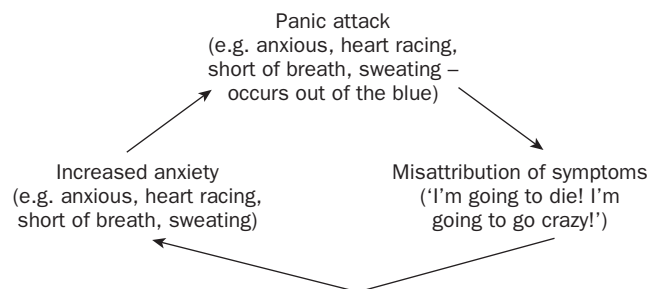 Panic attack
(e.g. anxious, heart racing,
short of breath, sweating –
occurs out of the blue)
Increased anxiety
(e.g. anxious, heart racing,
short of breath, sweating)
Misattribution of symptoms
(‘I’m going to die! I’m
going to go crazy!’)